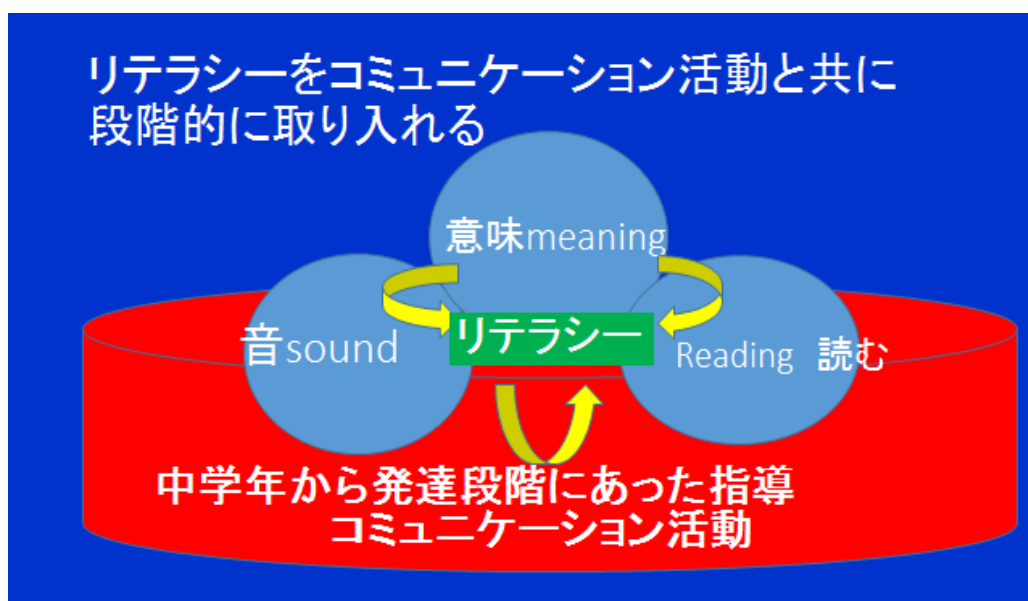 リテラシーをコミュニケーション活動と共に
段階的に取り入れる
意味meaning
音sound
リテラシー
Reading 読む
中学年から発達段階にあった指導
コミュニケーション活動